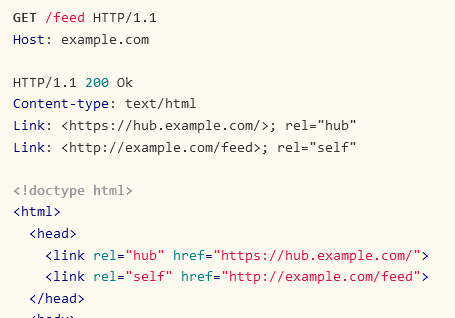 GET /feed HTTP/1.1
Host: example.com

HTTP/1.1 200 Ok
Content-type: text/html
Link: <https://hub.example.com/>; rel="hub"
Link: <http://example.com/feed>; rel="self"

<!doctype html>
<html>
  <head>
    <link rel="hub" href="https://hub.example.com/">
    <link rel="self" href="http://example.com/feed">
  </head>
  <body>